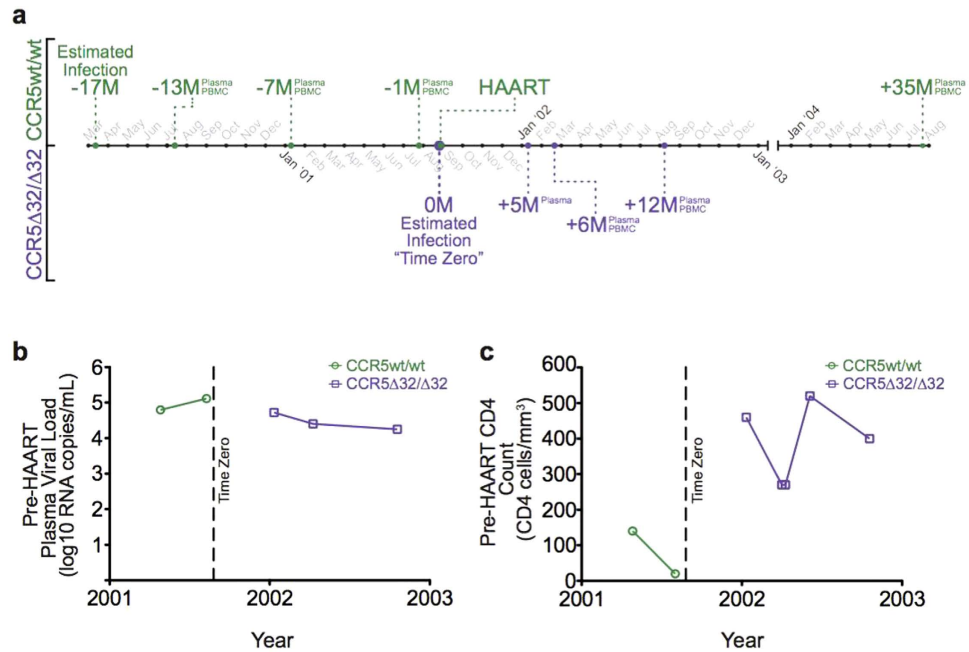 a
CCR5wt/wt
CCR5Δ32/Δ32
Estimated
Infection
-17M
-13M Plasma PBMC
-7M Plasma PBMC
-1M Plasma PBMC
HAART
+35M Plasma PBMC
Mar Apr May Jun Jul Aug Sep Oct Nov Dec Jan '01 Feb Mar Apr May Jun Jul Aug Sep Oct Nov Dec Jan '02 Feb Mar Apr May Jun Jul Aug Sep Oct Nov Dec Jan '03 Jan '04 Feb Mar Apr May Jun Jul Aug
0M
Estimated
Infection
“Time Zero”
+5M Plasma
+6M Plasma PBMC
+12M Plasma PBMC
b
Pre-HAART
Plasma Viral Load
(log10 RNA copies/mL)
6
5
4
3
2
1
0
CCR5wt/wt
CCR5Δ32/Δ32
Time Zero
2001 2002 2003
Year
c
Pre-HAART CD4
Count
(CD4 cells/mm³)
600
500
400
300
200
100
0
CCR5wt/wt
CCR5Δ32/Δ32
Time Zero
2001 2002 2003
Year